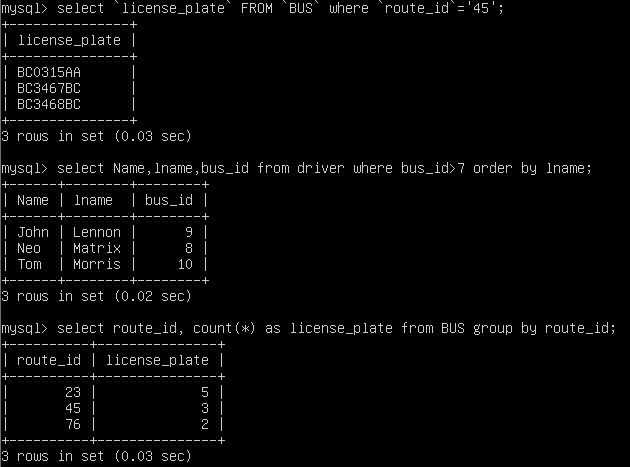 mysql> select `license_plate` FROM `BUS` where `route_id`='45';
+---------------+
| license_plate |
+---------------+
| BC0315AA      |
| BC3467BC      |
| BC3468BC      |
+---------------+
3 rows in set (0.03 sec)
mysql> select Name,lname,bus_id from driver where bus_id>7 order by lname;
+------+--------+--------+
| Name | lname  | bus_id |
+------+--------+--------+
| John | Lennon |      9 |
| Neo  | Matrix |      8 |
| Tom  | Morris |     10 |
+------+--------+--------+
3 rows in set (0.02 sec)
mysql> select route_id, count(*) as license_plate from BUS group by route_id;
+----------+---------------+
| route_id | license_plate |
+----------+---------------+
|       23 |             5 |
|       45 |             3 |
|       76 |             2 |
+----------+---------------+
3 rows in set (0.03 sec)